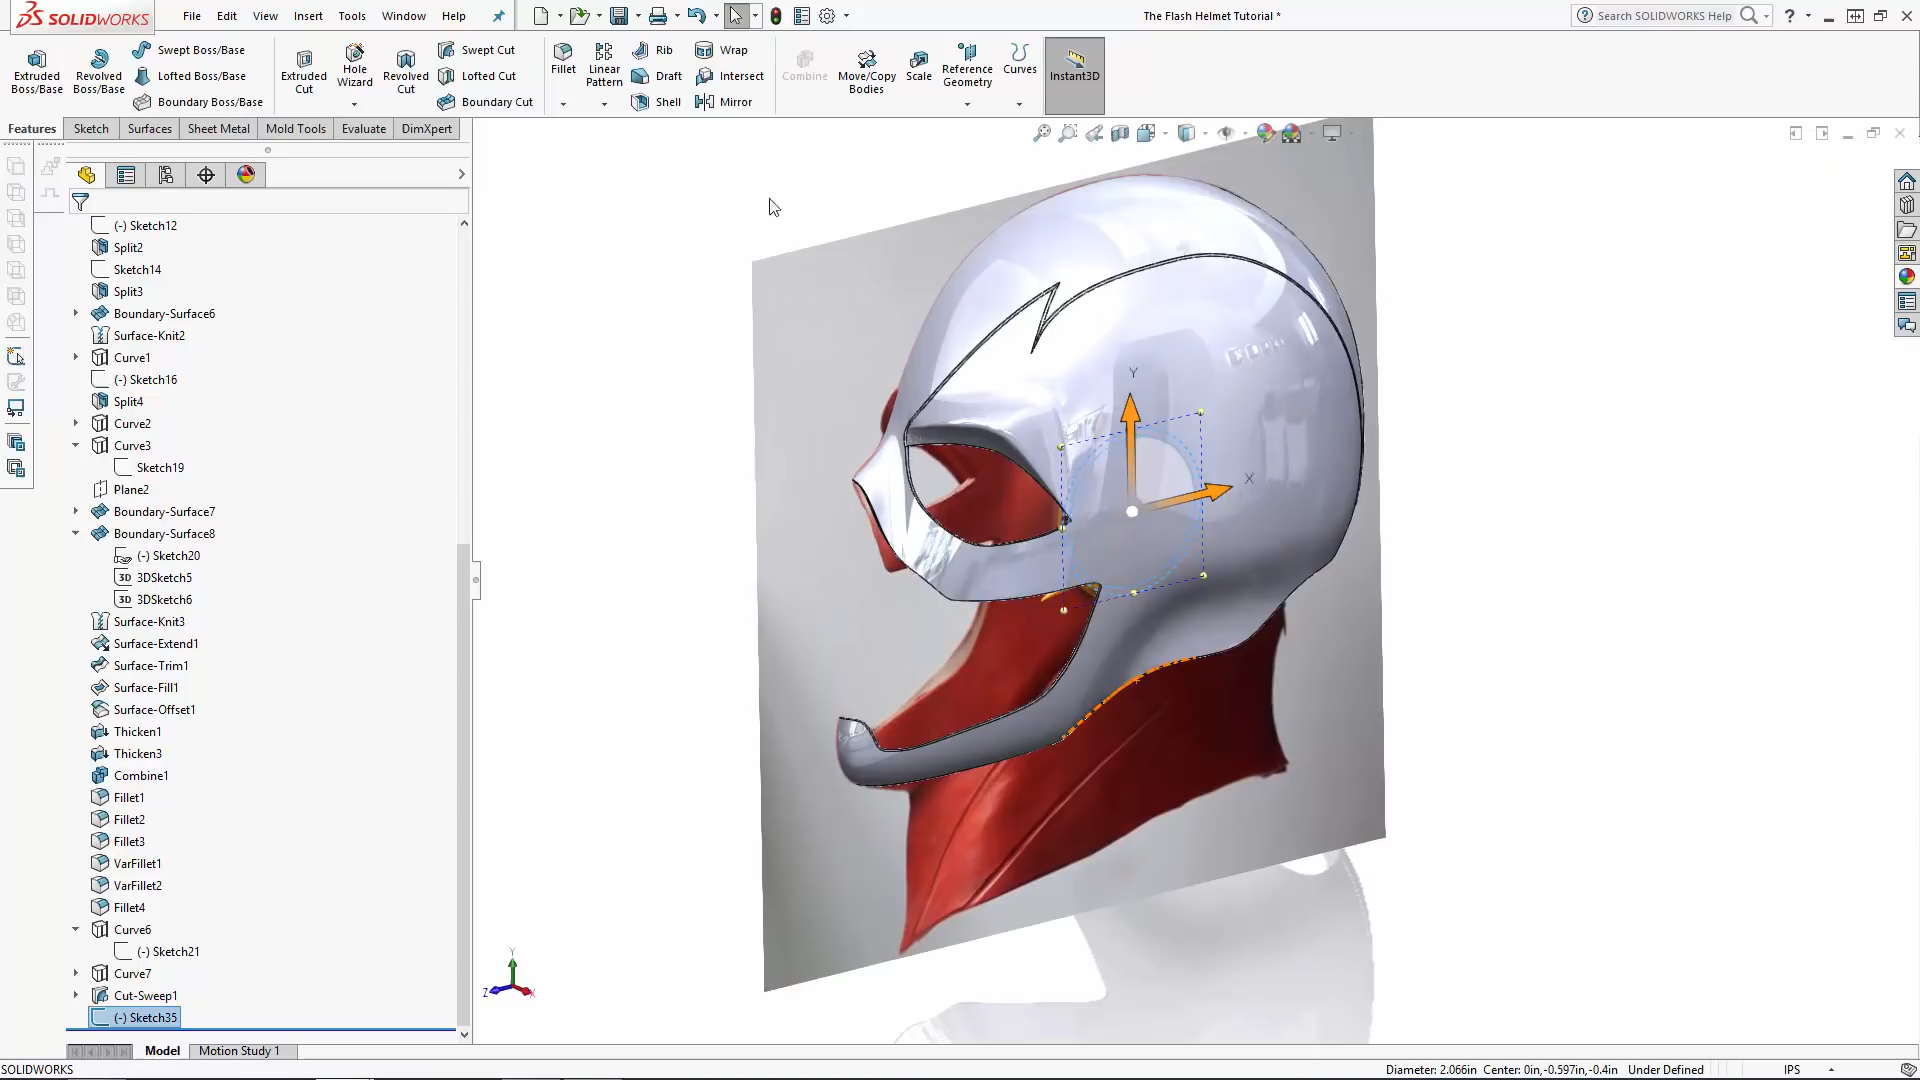 SOLIDWORKS
File Edit View Insert Tools Window Help
The Flash Helmet Tutorial *
Search SOLIDWORKS Help
Extruded Boss/Base
Revolved Boss/Base
Swept Boss/Base
Lofted Boss/Base
Boundary Boss/Base
Extruded Cut
Hole Wizard
Revolved Cut
Swept Cut
Lofted Cut
Boundary Cut
Fillet
Linear Pattern
Rib
Draft
Shell
Wrap
Intersect
Mirror
Combine
Move/Copy Bodies
Scale
Reference Geometry
Curves
Instant3D
Features Sketch Surfaces Sheet Metal Mold Tools Evaluate DimXpert
(-) Sketch12
Split2
Sketch14
Split3
Boundary-Surface6
Surface-Knit2
Curve1
(-) Sketch16
Split4
Curve2
Curve3
Sketch19
Plane2
Boundary-Surface7
Boundary-Surface8
(-) Sketch20
3D 3DSketch5
3D 3DSketch6
Surface-Knit3
Surface-Extend1
Surface-Trim1
Surface-Fill1
Surface-Offset1
Thicken1
Thicken3
Combine1
Fillet1
Fillet2
Fillet3
VarFillet1
VarFillet2
Fillet4
Curve6
(-) Sketch21
Curve7
Cut-Sweep1
(-) Sketch35
Y
X
Y
Z X
Model Motion Study 1
SOLIDWORKS
Diameter: 2.066in Center: 0in,-0.597in,-0.4in Under Defined IPS